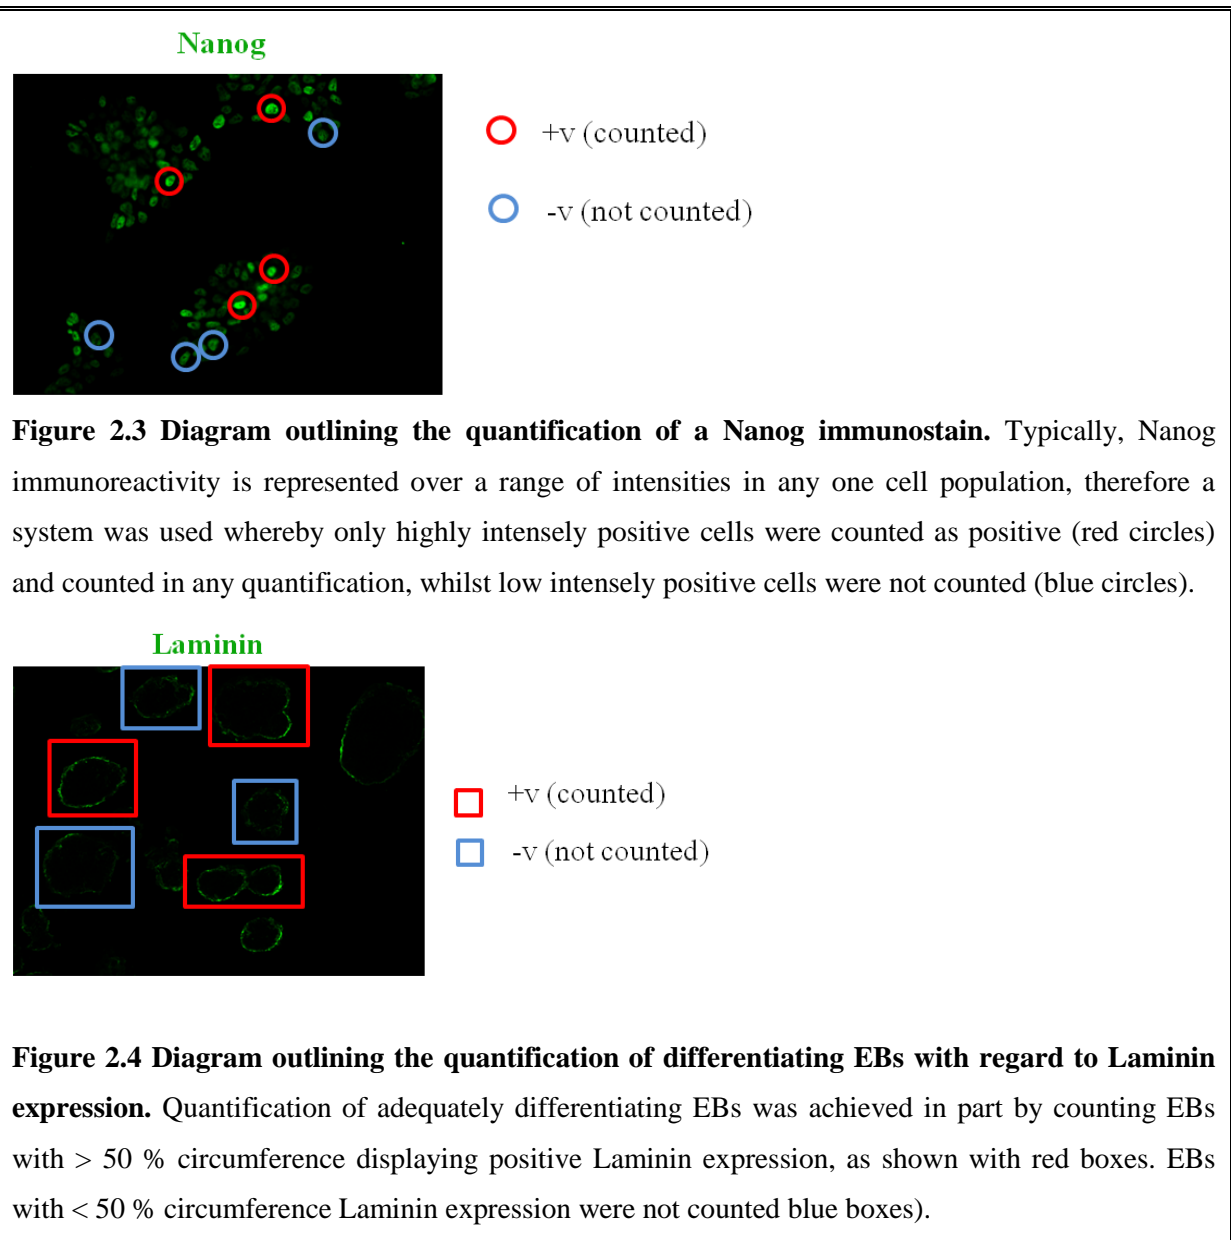 Nanog
+v (counted)
-v (not counted)
Figure 2.3 Diagram outlining the quantification of a Nanog immunostain. Typically, Nanog
immunoreactivity is represented over a range of intensities in any one cell population, therefore a
system was used whereby only highly intensely positive cells were counted as positive (red circles)
and counted in any quantification, whilst low intensely positive cells were not counted (blue circles).
Laminin
+v (counted)
-v (not counted)
Figure 2.4 Diagram outlining the quantification of differentiating EBs with regard to Laminin
expression. Quantification of adequately differentiating EBs was achieved in part by counting EBs
with > 50 % circumference displaying positive Laminin expression, as shown with red boxes. EBs
with < 50 % circumference Laminin expression were not counted blue boxes).